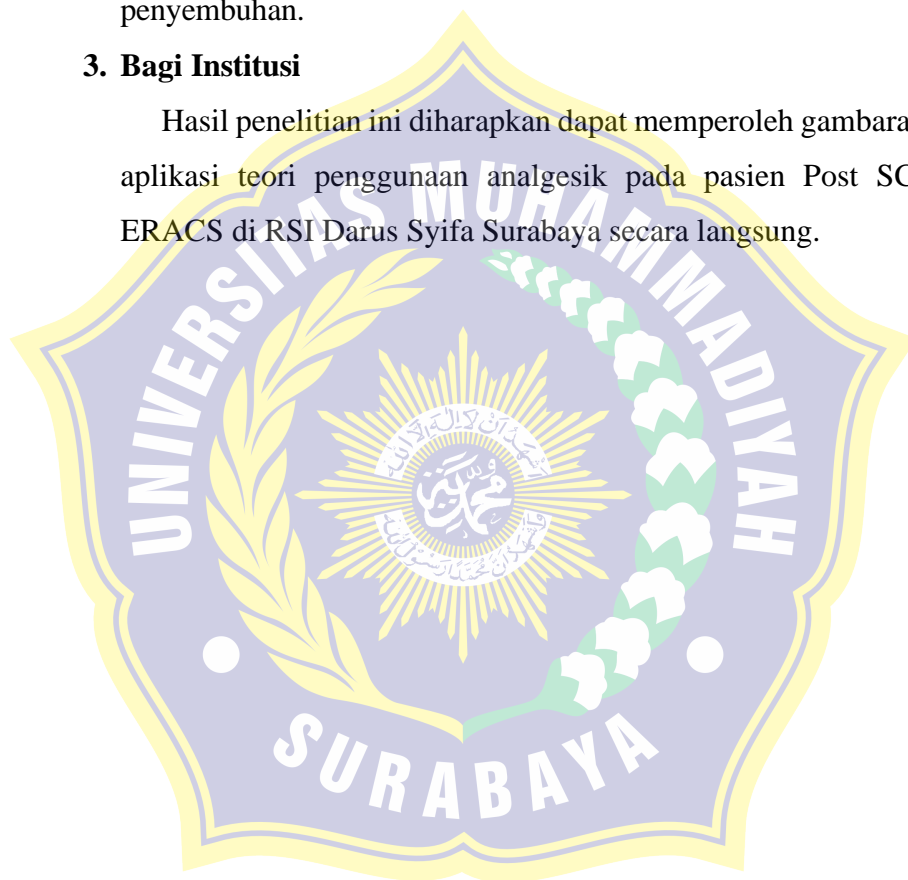 penyembuhan.
3. Bagi Institusi
Hasil penelitian ini diharapkan dapat memperoleh gambara
aplikasi teori penggunaan analgesik pada pasien Post SC
ERACS di RSI Darus Syifa Surabaya secara langsung.
UNIVERSITAS MUHAMMADIYAH
SURABAYA